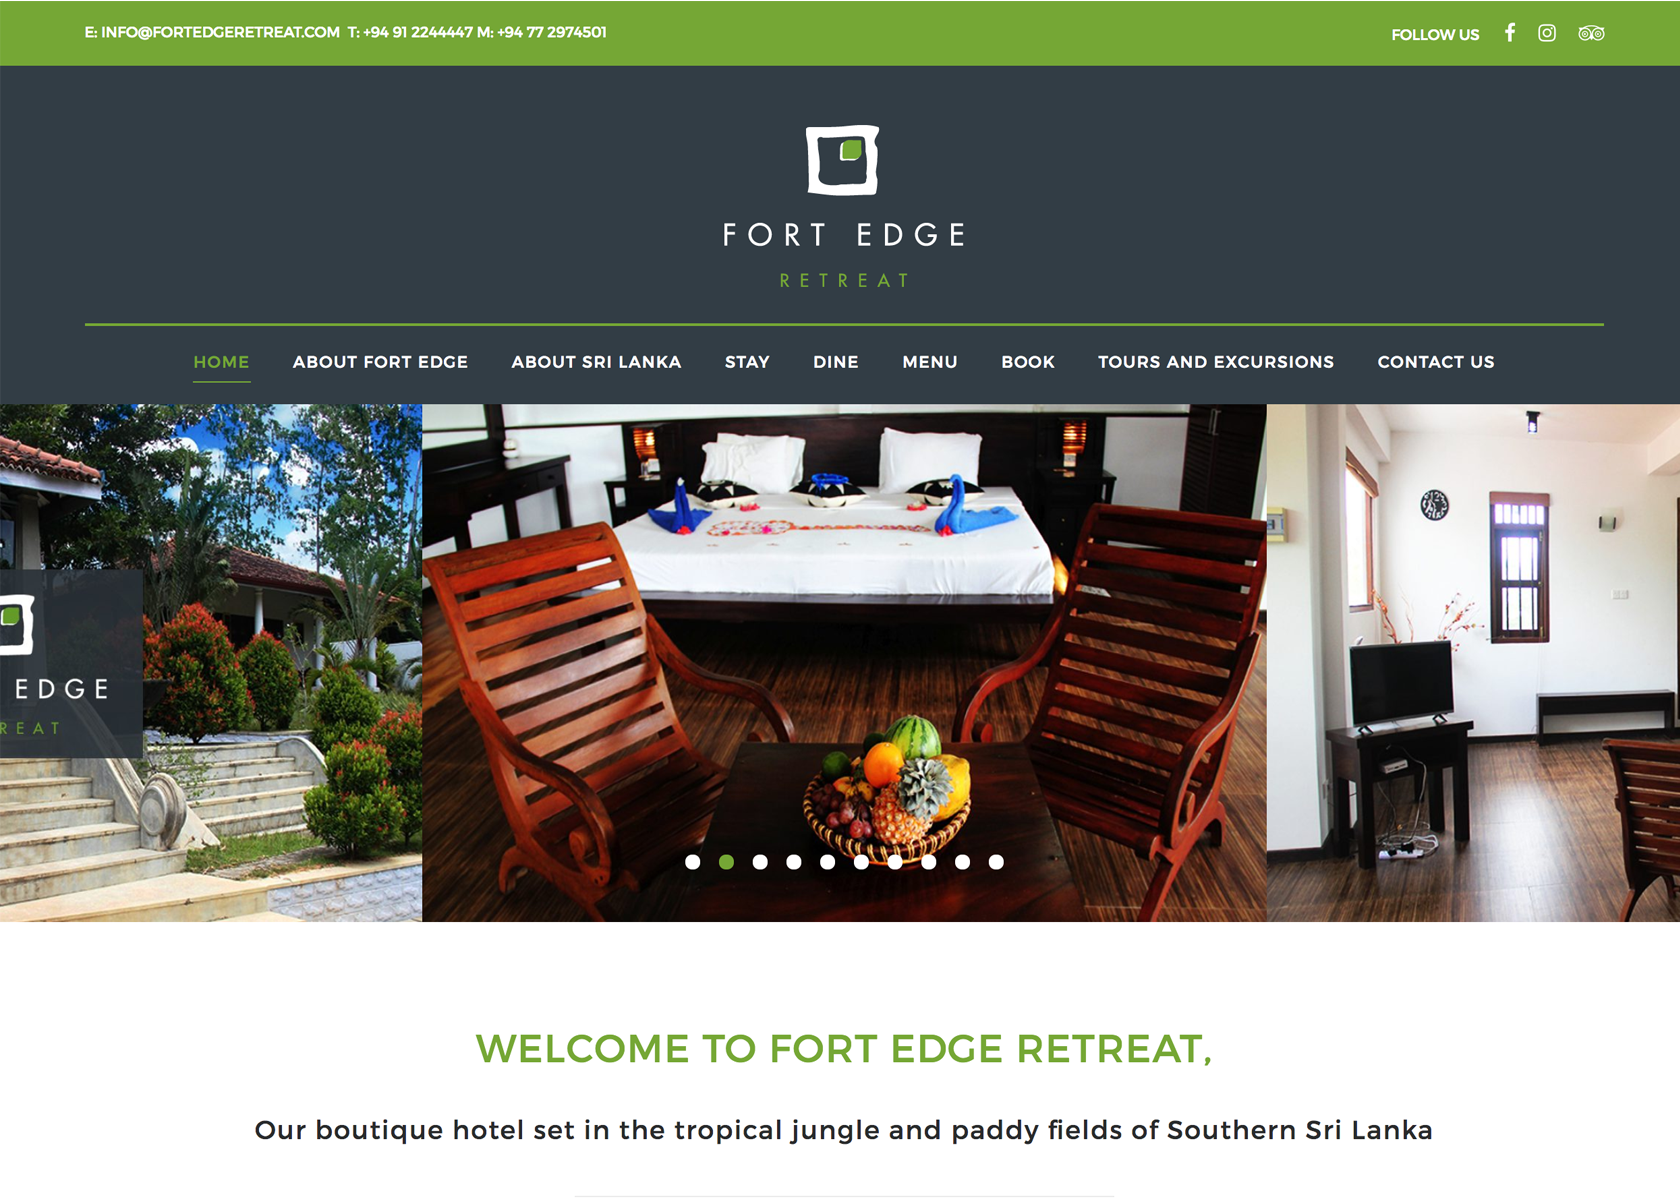 E: INFO@FORTEDGERETREAT.COM T: +94 91 2244447 M: +94 77 2974501
FOLLOW US
FORT EDGE
RETREAT
HOME ABOUT FORT EDGE ABOUT SRI LANKA STAY DINE MENU BOOK TOURS AND EXCURSIONS CONTACT US
EDGE
REAT
WELCOME TO FORT EDGE RETREAT,
Our boutique hotel set in the tropical jungle and paddy fields of Southern Sri Lanka